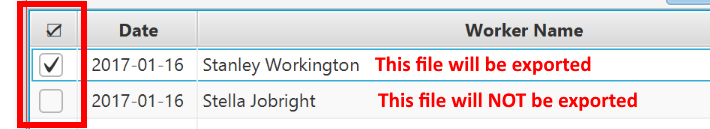 Date Worker Name
2017-01-16 Stanley Workington This file will be exported
2017-01-16 Stella Jobright This file will NOT be exported